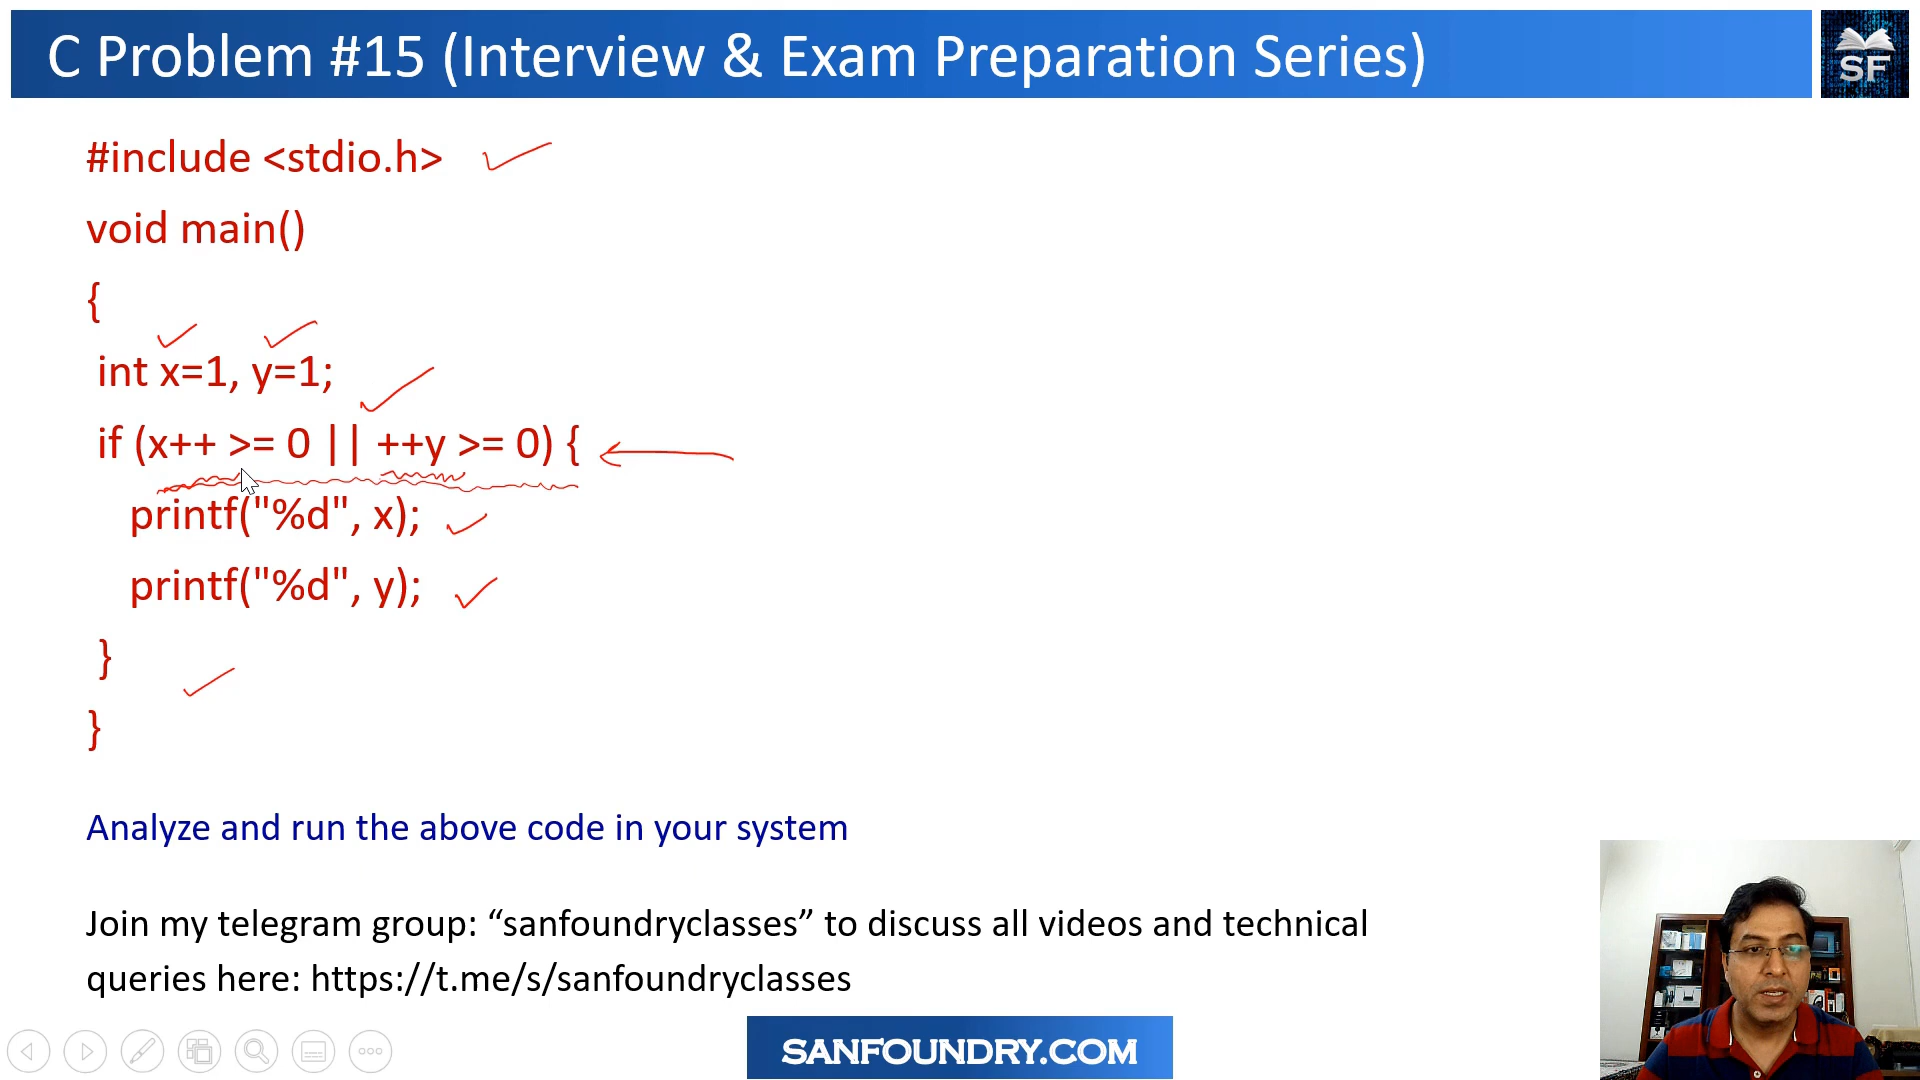 C Problem #15 (Interview & Exam Preparation Series)
SF
#include <stdio.h>
void main()
{
int x=1, y=1;
if (x++ >= 0 || ++y >= 0) {
printf("%d", x);
printf("%d", y);
}
}
Analyze and run the above code in your system
Join my telegram group: “sanfoundryclasses” to discuss all videos and technical
queries here: https://t.me/s/sanfoundryclasses
SANFOUNDRY.COM